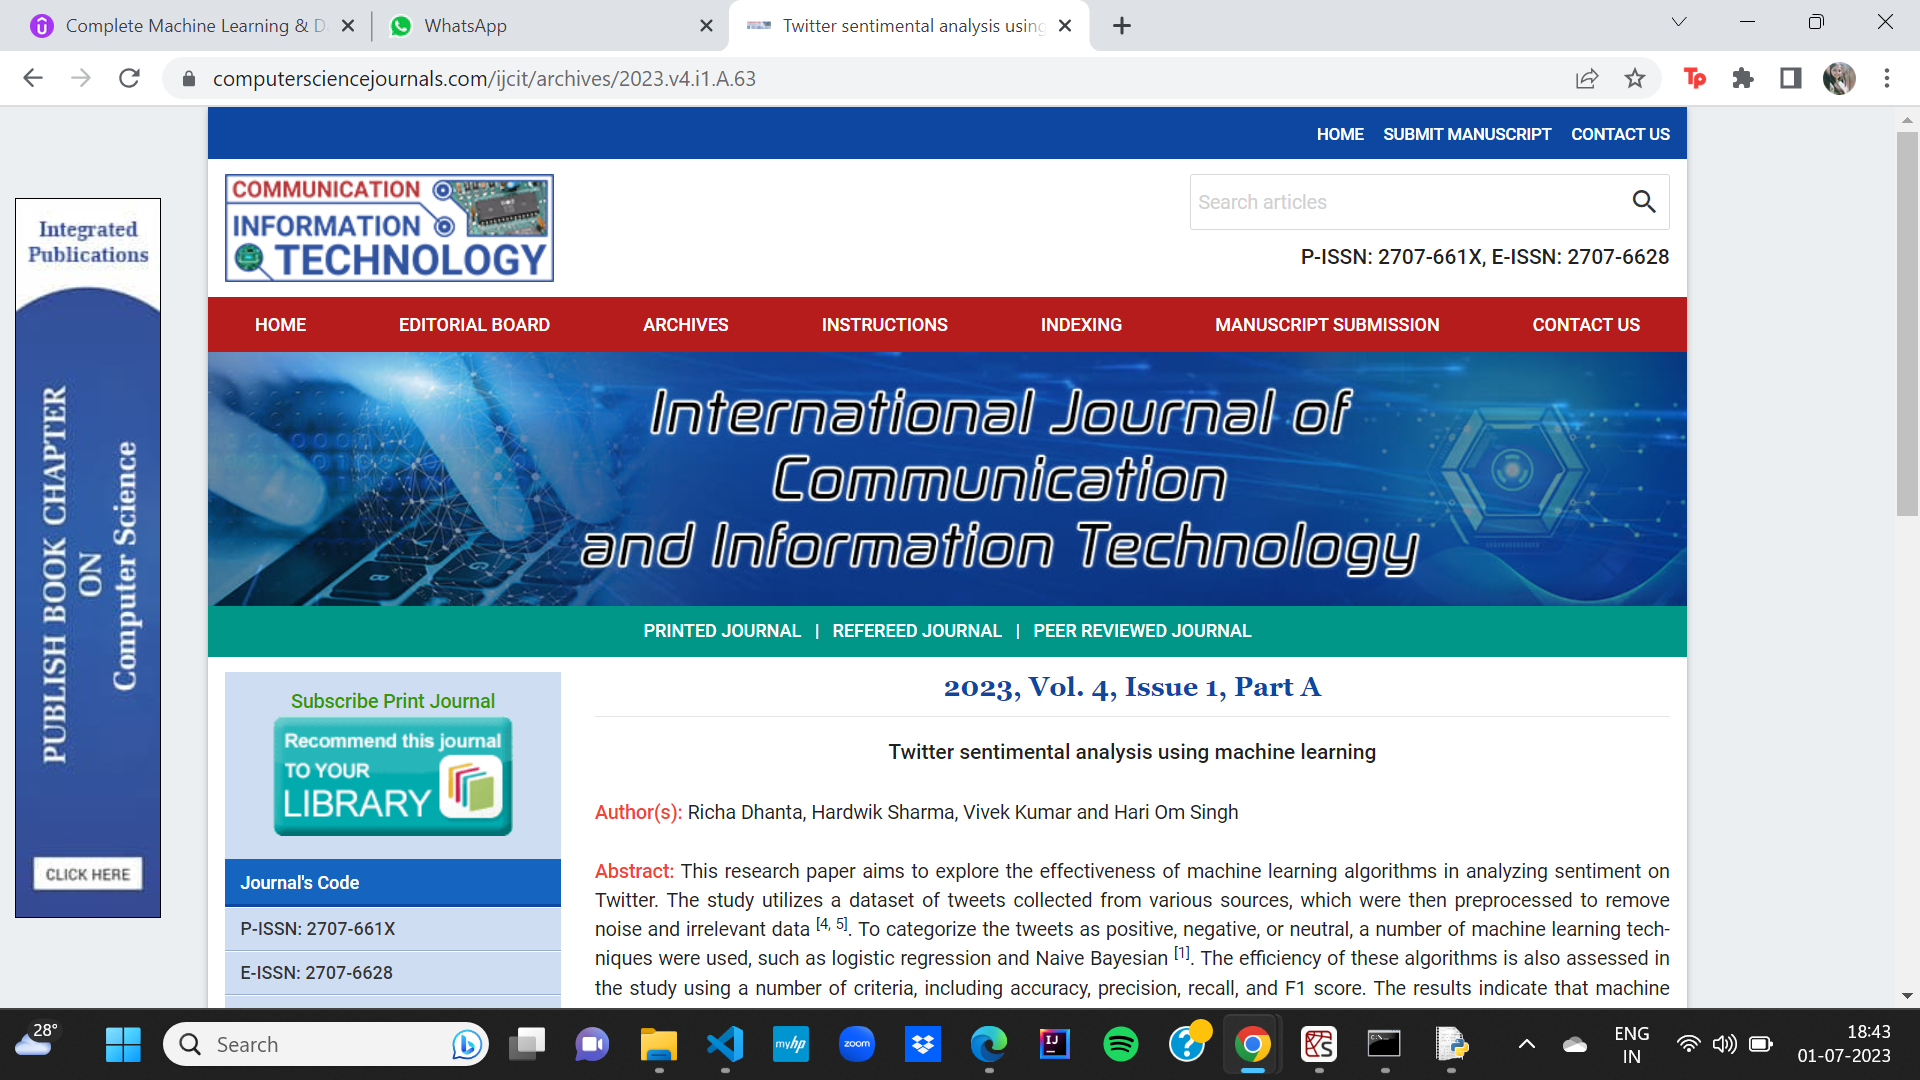 Complete Machine Learning & D
WhatsApp
Twitter sentimental analysis using
computersciencejournals.com/ijcit/archives/2023.v4.i1.A.63
Tp
HOME SUBMIT MANUSCRIPT CONTACT US
COMMUNICATION
INFORMATION
TECHNOLOGY
Search articles
P-ISSN: 2707-661X, E-ISSN: 2707-6628
HOME EDITORIAL BOARD ARCHIVES INSTRUCTIONS INDEXING MANUSCRIPT SUBMISSION CONTACT US
Integrated
Publications
PUBLISH BOOK CHAPTER
ON
Computer Science
CLICK HERE
International Journal of
Communication
and Information Technology
PRINTED JOURNAL | REFEREED JOURNAL | PEER REVIEWED JOURNAL
Subscribe Print Journal
Recommend this journal
TO YOUR
LIBRARY
Journal's Code
P-ISSN: 2707-661X
E-ISSN: 2707-6628
2023, Vol. 4, Issue 1, Part A
Twitter sentimental analysis using machine learning
Author(s): Richa Dhanta, Hardwik Sharma, Vivek Kumar and Hari Om Singh
Abstract: This research paper aims to explore the effectiveness of machine learning algorithms in analyzing sentiment on
Twitter. The study utilizes a dataset of tweets collected from various sources, which were then preprocessed to remove
noise and irrelevant data [4, 5]. To categorize the tweets as positive, negative, or neutral, a number of machine learning tech-
niques were used, such as logistic regression and Naive Bayesian [1]. The efficiency of these algorithms is also assessed in
the study using a number of criteria, including accuracy, precision, recall, and F1 score. The results indicate that machine
28°
Search
myhp
zoom
IJ
ENG
IN
18:43
01-07-2023